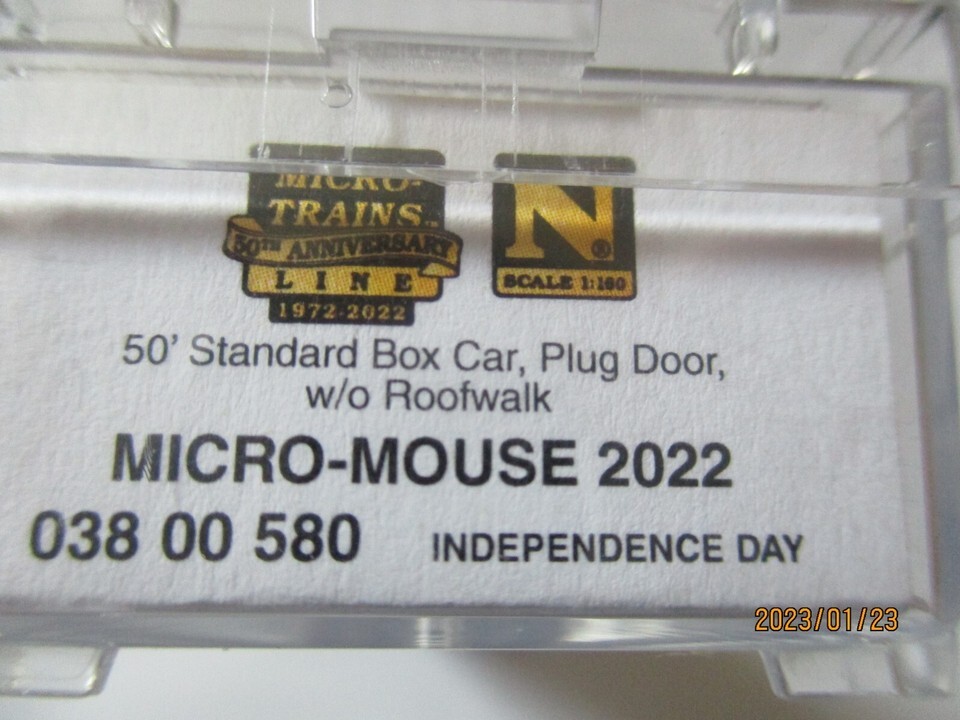 MICRO-
TRAINS™
50TH ANNIVERSARY
LINE
1972-2022
N®
SCALE 1:160
50' Standard Box Car, Plug Door,
w/o Roofwalk
MICRO-MOUSE 2022
038 00 580 INDEPENDENCE DAY
2023/01/23